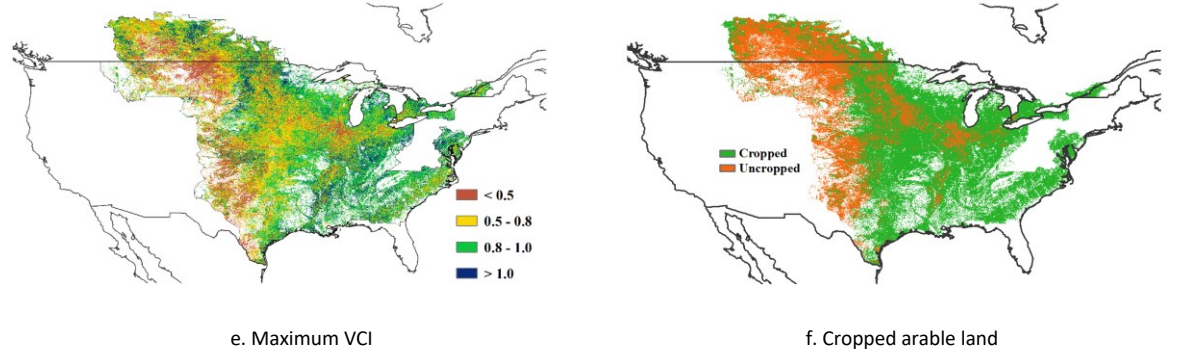 < 0.5
0.5 - 0.8
0.8 - 1.0
> 1.0
Cropped
Uncropped
e. Maximum VCI
f. Cropped arable land